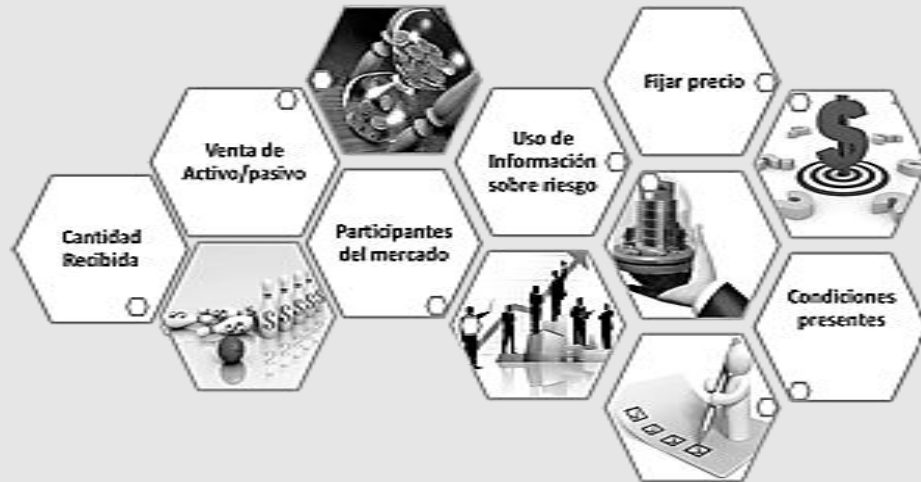 Cantidad
Recibida
Venta de
Activo/pasivo
Participantes
del mercado
Uso de
Información
sobre riesgo
Fijar precio
Condiciones
presentes